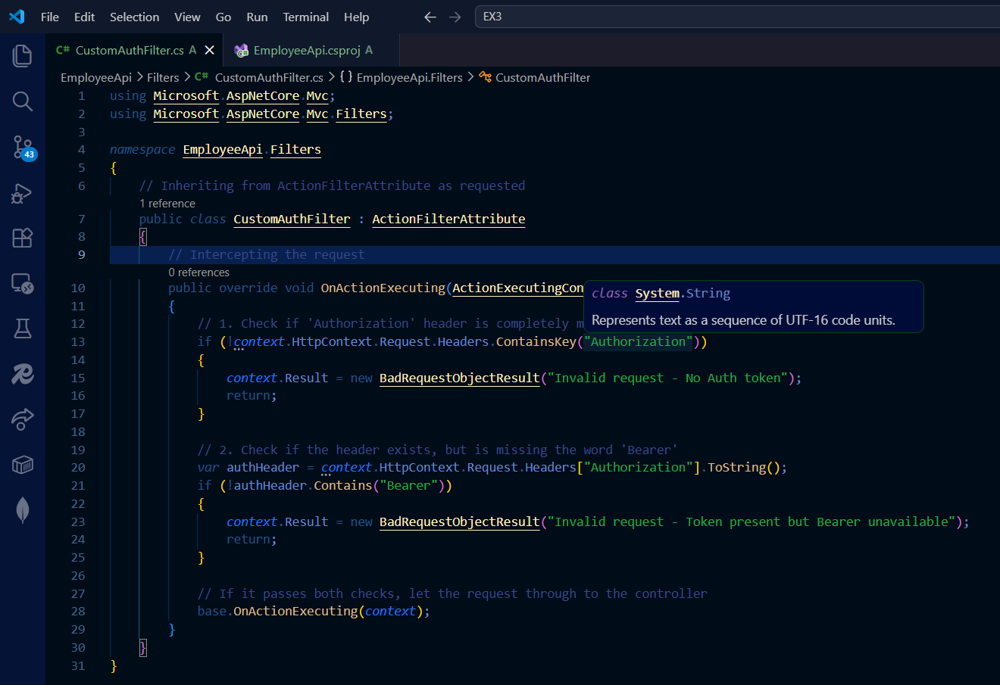 File Edit Selection View Go Run Terminal Help EX3
C# CustomAuthFilter.cs A EmployeeApi.csproj A
EmployeeApi > Filters > C# CustomAuthFilter.cs > { } EmployeeApi.Filters > CustomAuthFilter
1 using Microsoft.AspNetCore.Mvc;
2 using Microsoft.AspNetCore.Mvc.Filters;
3
4 namespace EmployeeApi.Filters
5 {
6 // Inheriting from ActionFilterAttribute as requested
1 reference
7 public class CustomAuthFilter : ActionFilterAttribute
8 {
9 // Intercepting the request
0 references
10 public override void OnActionExecuting(ActionExecutingCon
class System.String
Represents text as a sequence of UTF-16 code units.
11 {
12 // 1. Check if 'Authorization' header is completely m
13 if (!context.HttpContext.Request.Headers.ContainsKey("Authorization"))
14 {
15 context.Result = new BadRequestObjectResult("Invalid request - No Auth token");
16 return;
17 }
18
19 // 2. Check if the header exists, but is missing the word 'Bearer'
20 var authHeader = context.HttpContext.Request.Headers["Authorization"].ToString();
21 if (!authHeader.Contains("Bearer"))
22 {
23 context.Result = new BadRequestObjectResult("Invalid request - Token present but Bearer unavailable");
24 return;
25 }
26
27 // If it passes both checks, let the request through to the controller
28 base.OnActionExecuting(context);
29 }
30 }
31 }
43